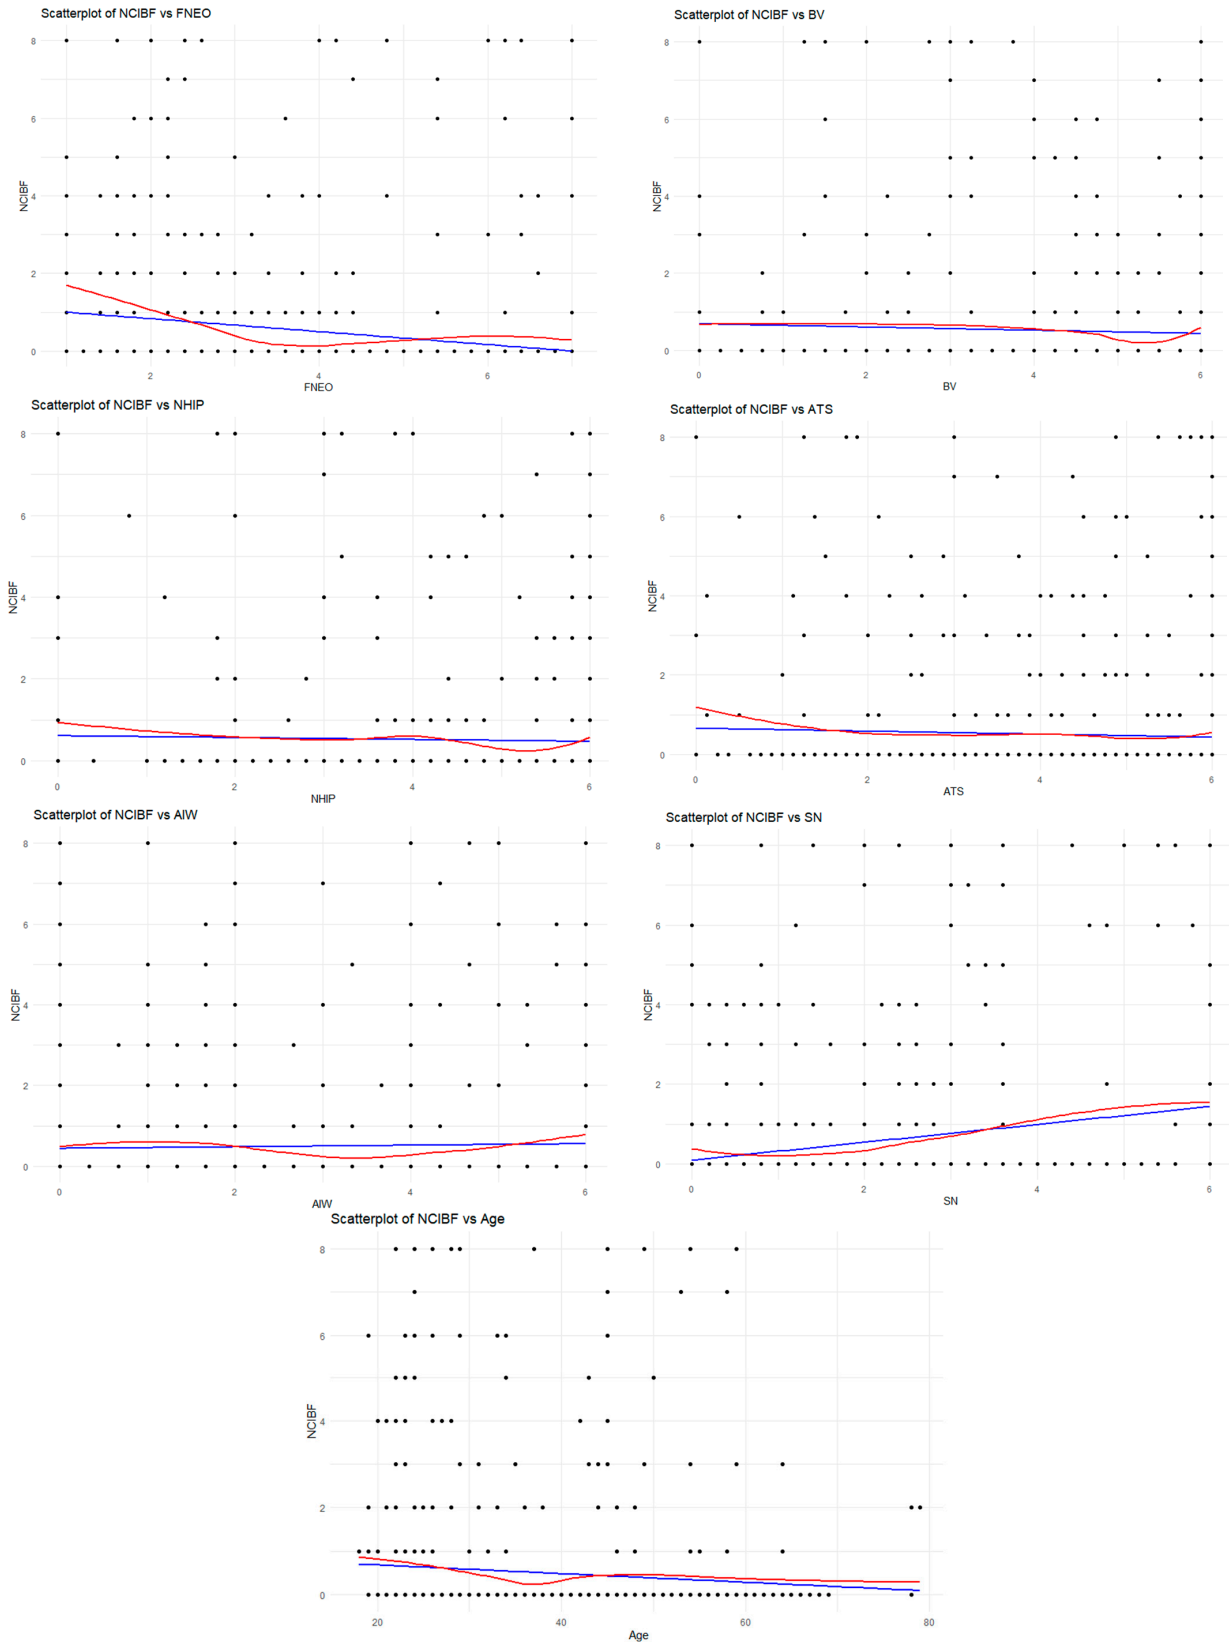 Scatterplot of NCIBF vs FNEO
8
6
4
2
0
NCIBF
2
4
6
FNEO
Scatterplot of NCIBF vs BV
8
6
4
2
0
NCIBF
0
2
4
6
BV
Scatterplot of NCIBF vs NHIP
8
6
4
2
0
NCIBF
0
2
4
6
NHIP
Scatterplot of NCIBF vs ATS
8
6
4
2
0
NCIBF
0
2
4
6
ATS
Scatterplot of NCIBF vs AIW
8
6
4
2
0
NCIBF
0
2
4
6
AIW
Scatterplot of NCIBF vs SN
8
6
4
2
0
NCIBF
0
2
4
6
SN
Scatterplot of NCIBF vs Age
8
6
4
2
0
NCIBF
20
40
60
80
Age